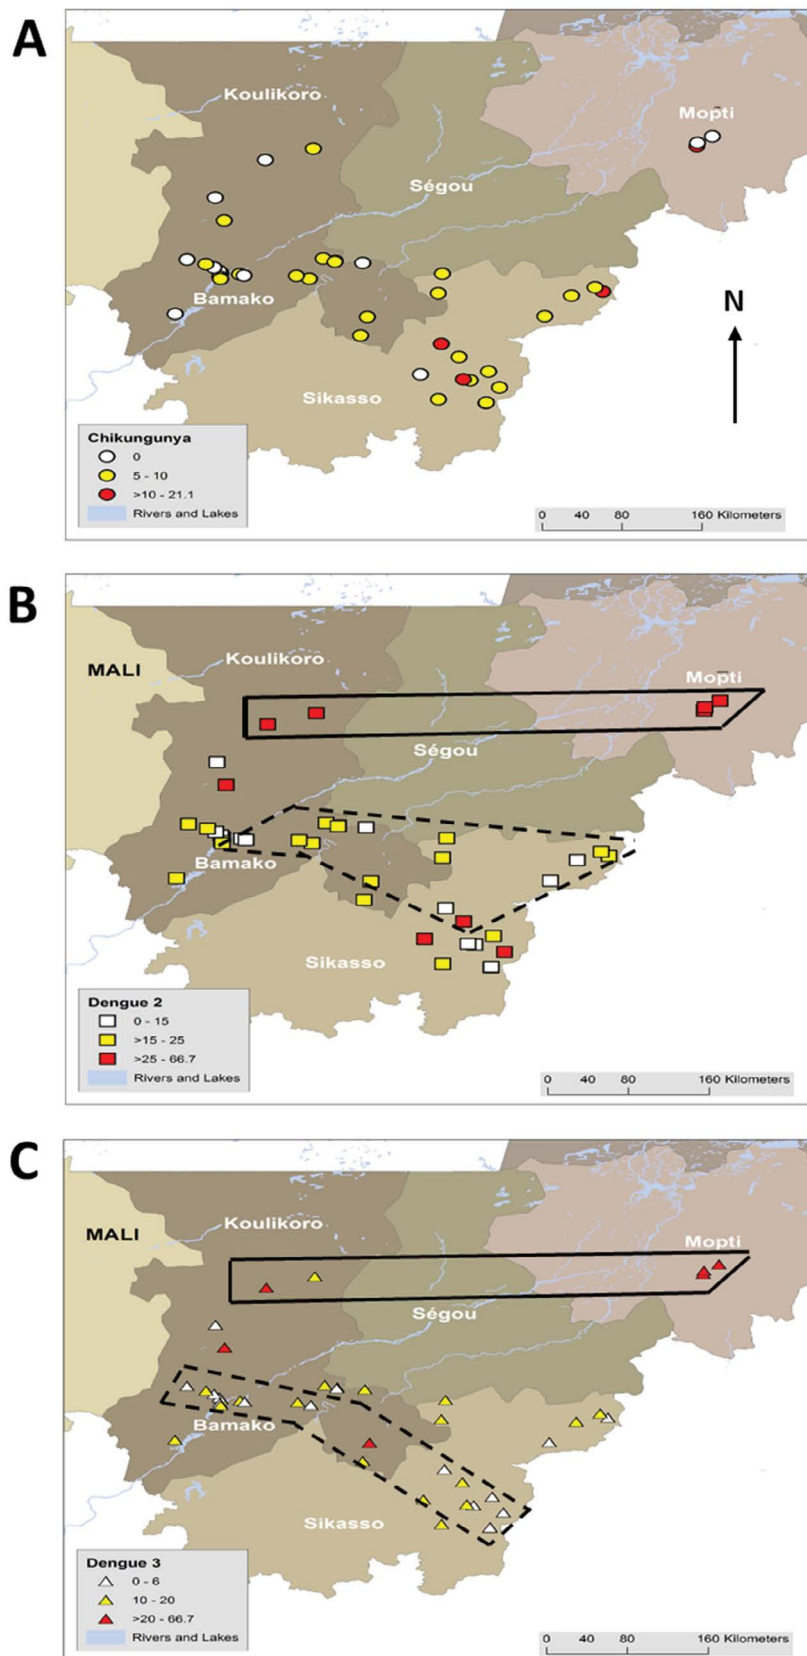 A
Koulikoro
Mopti
Ségou
N
Bamako
Sikasso
Chikungunya
0
5 - 10
>10 - 21.1
Rivers and Lakes
0 40 80 160 Kilometers
B
Koulikoro
MALI
Mopti
Ségou
Bamako
Sikasso
Dengue 2
0 - 15
>15 - 25
>25 - 66.7
Rivers and Lakes
0 40 80 160 Kilometers
C
Koulikoro
MALI
Mopti
Ségou
Bamako
Sikasso
Dengue 3
0 - 6
10 - 20
>20 - 66.7
Rivers and Lakes
0 40 80 160 Kilometers